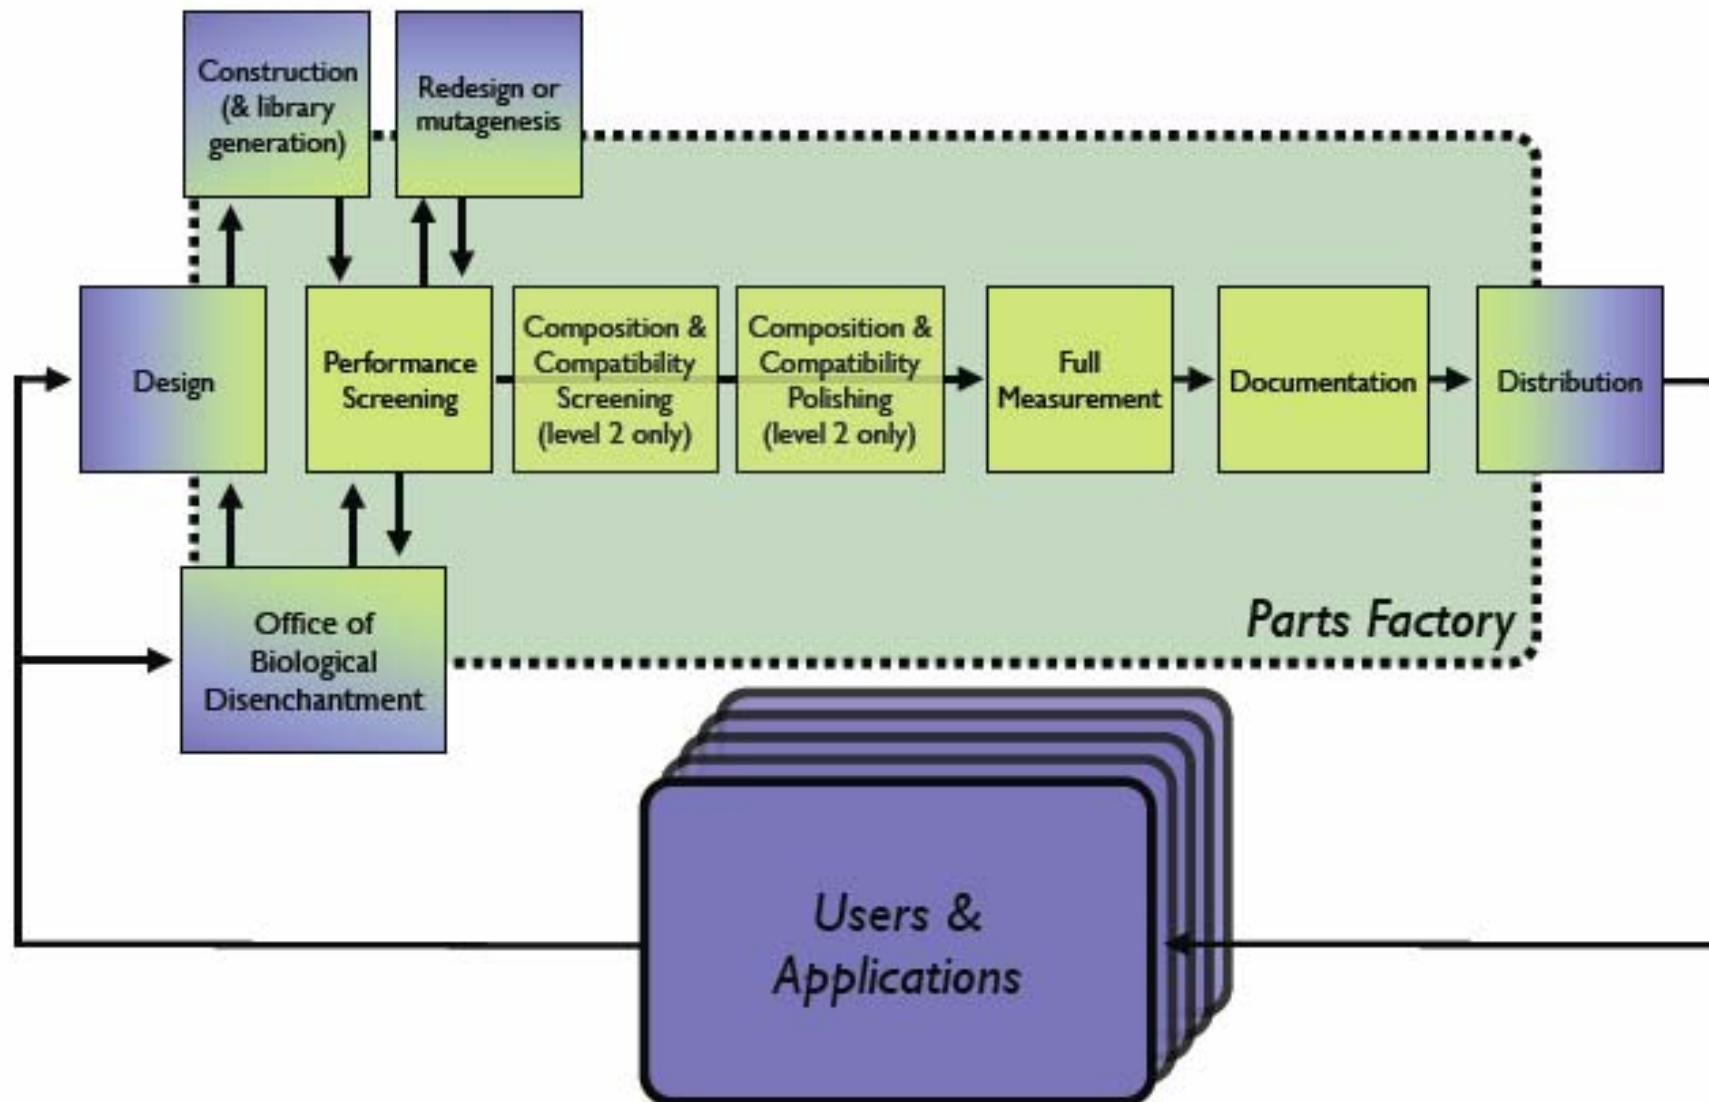 Construction
(& library
generation)
Redesign or
mutagenesis
Design
Performance
Screening
Composition &
Compatibility
Screening
(level 2 only)
Composition &
Compatibility
Polishing
(level 2 only)
Full
Measurement
Documentation
Distribution
Office of
Biological
Disenchantment
Parts Factory
Users &
Applications